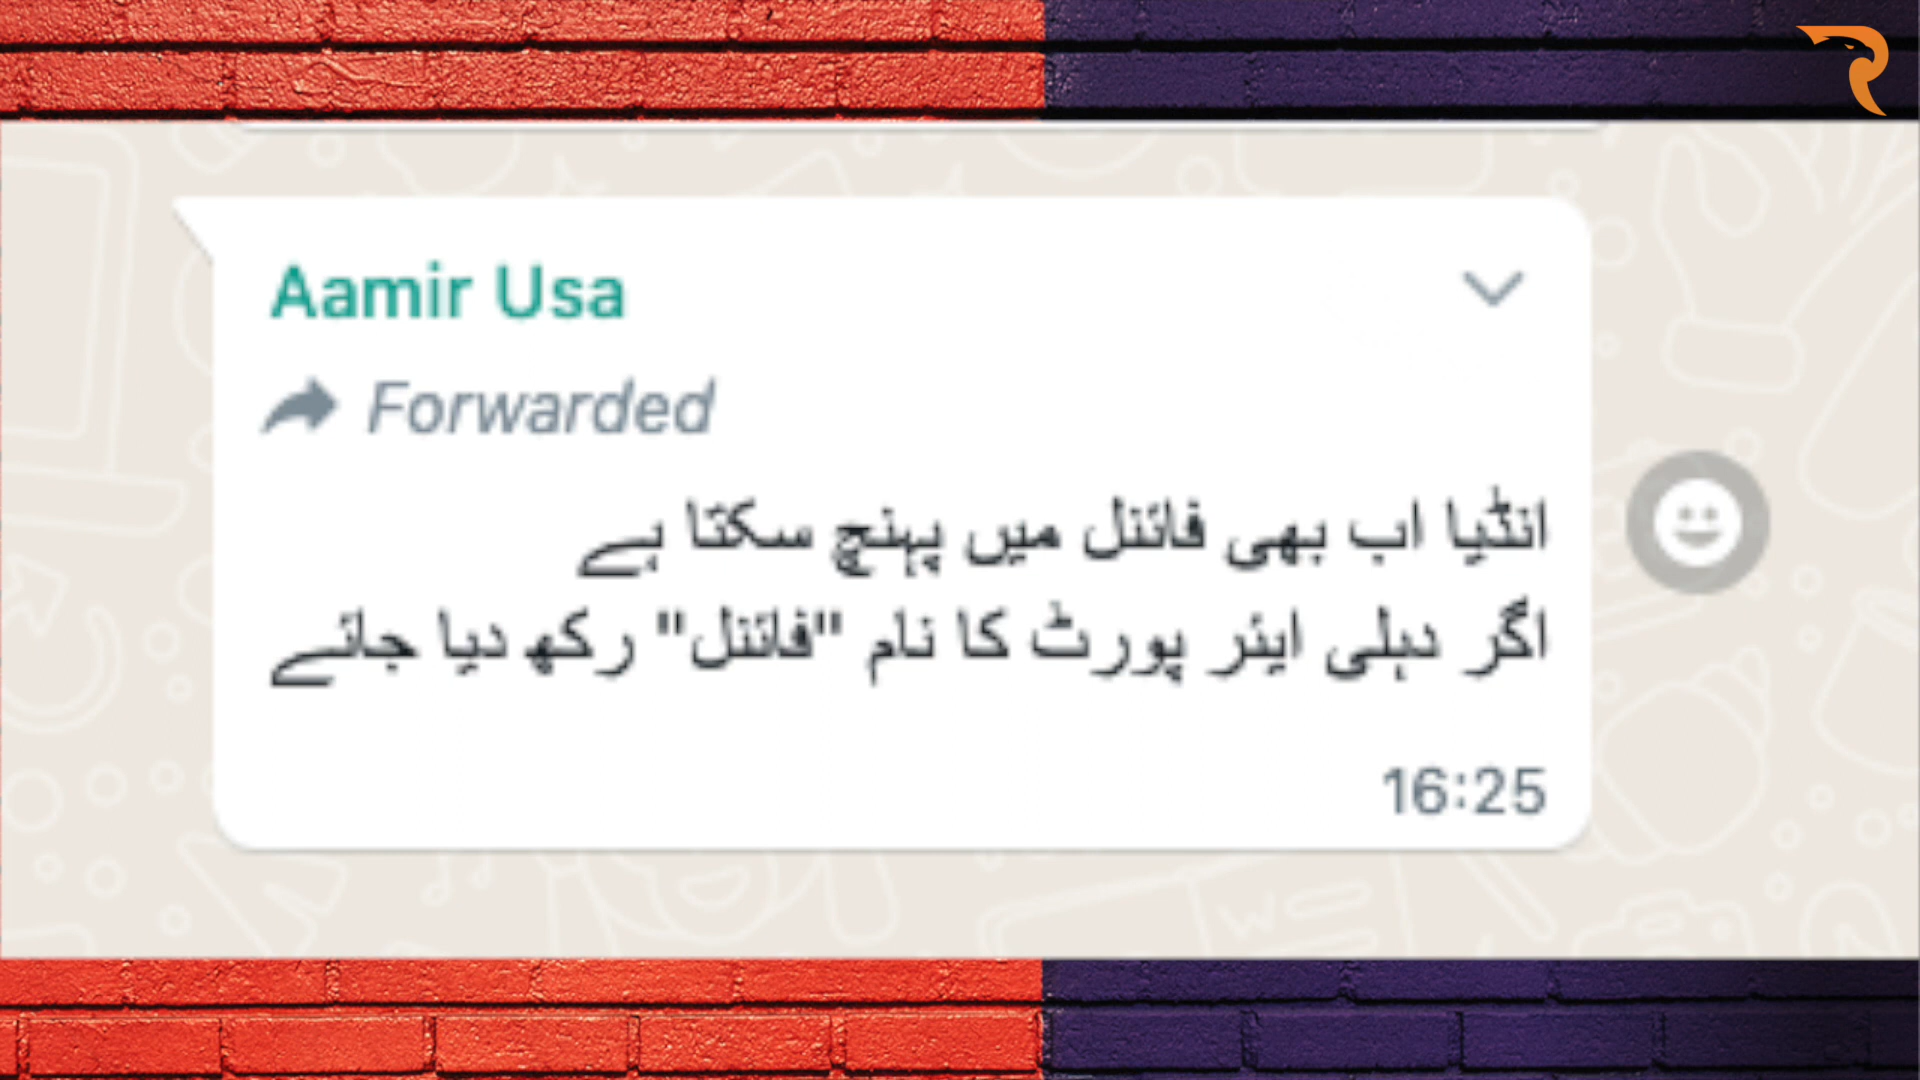 Aamir Usa
Forwarded
انڈیا اب بھی فائنل میں پہنچ سکتا ہے
اگر دہلی ایئر پورٹ کا نام "فائنل" رکھ دیا جائے
16:25